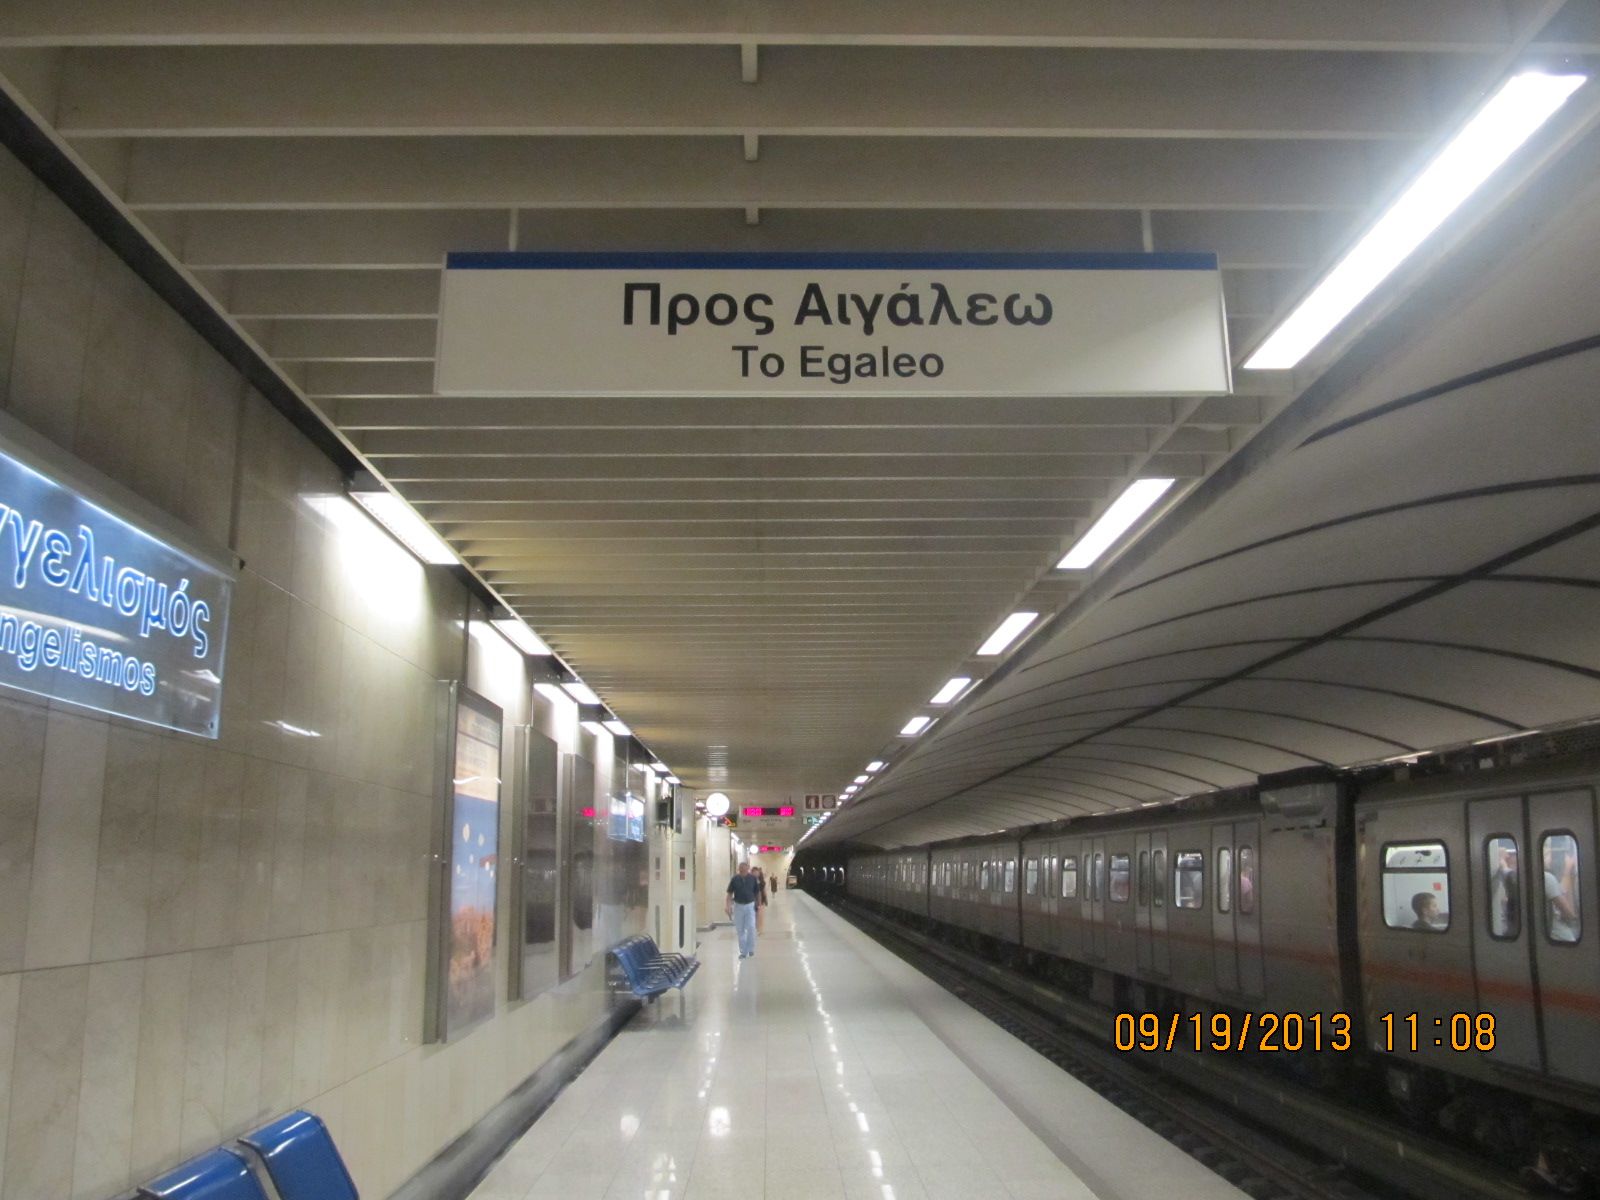 Προς Αιγάλεω
To Egaleo
γγελισμός
ngelismos
09/19/2013 11:08